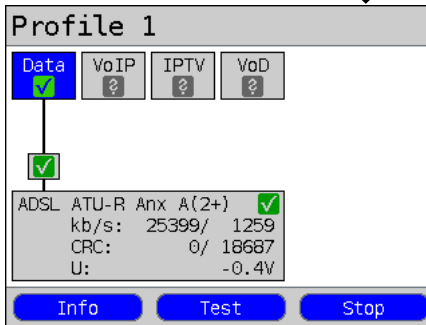 Profile 1
Data VoIP IPTV VoD
? ? ?
ADSL ATU-R Anx A(2+)
kb/s: 25399/ 1259
CRC: 0/ 18687
U: -0.4V
Info Test Stop